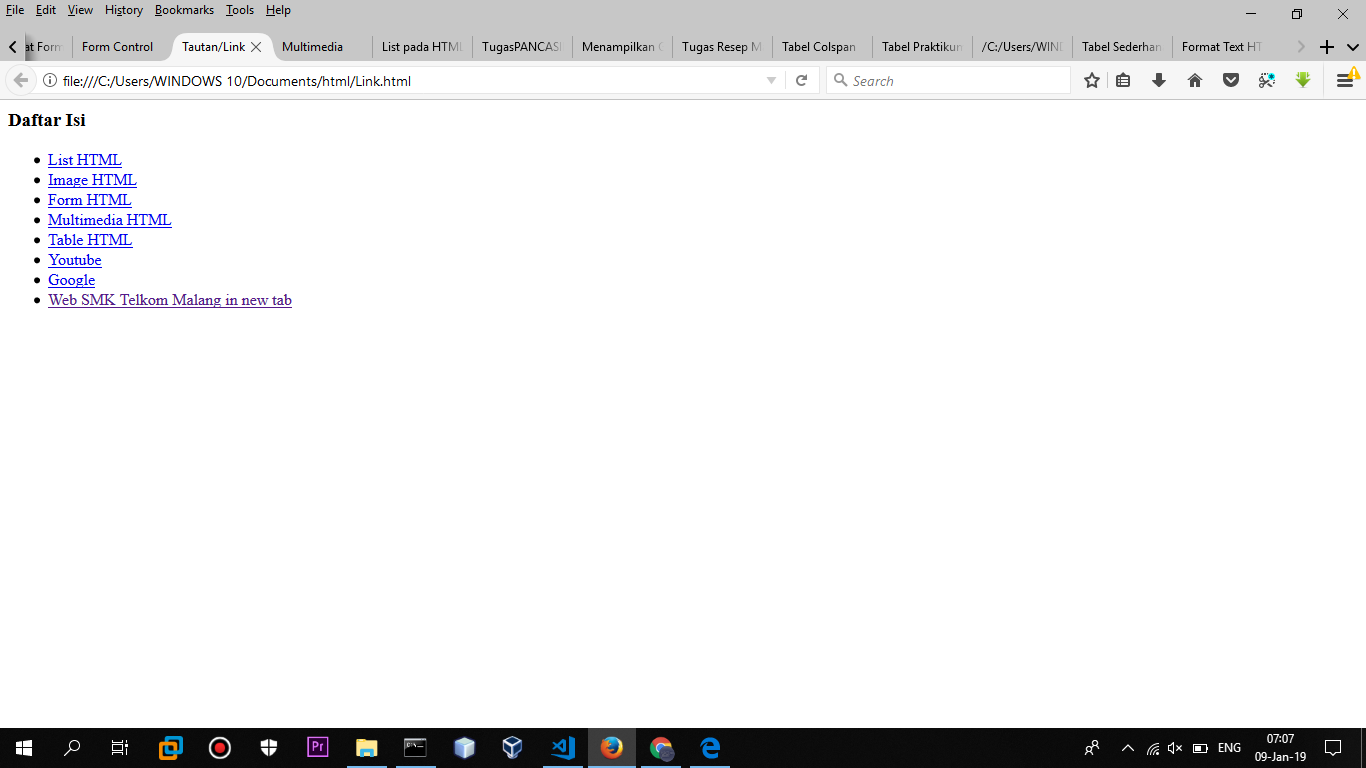 File Edit View History Bookmarks Tools Help
at Form Form Control Tautan/Link Multimedia List pada HTML TugasPANCASI Menampilkan Tugas Resep M Tabel Colspan Tabel Praktikum /C:/Users/WIND Tabel Sederhan Format Text HT
file:///C:/Users/WINDOWS 10/Documents/html/Link.html Search
Daftar Isi
• List HTML
• Image HTML
• Form HTML
• Multimedia HTML
• Table HTML
• Youtube
• Google
• Web SMK Telkom Malang in new tab
Pr
C:\.
ENG
07:07
09-Jan-19